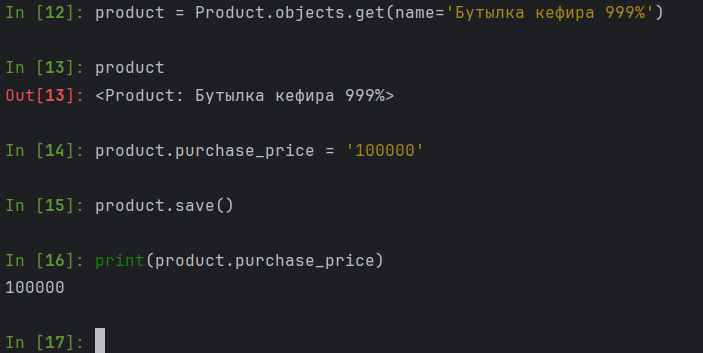 In [12]: product = Product.objects.get(name='Бутылка кефира 999%')
In [13]: product
Out[13]: <Product: Бутылка кефира 999%>
In [14]: product.purchase_price = '100000'
In [15]: product.save()
In [16]: print(product.purchase_price)
100000
In [17]: